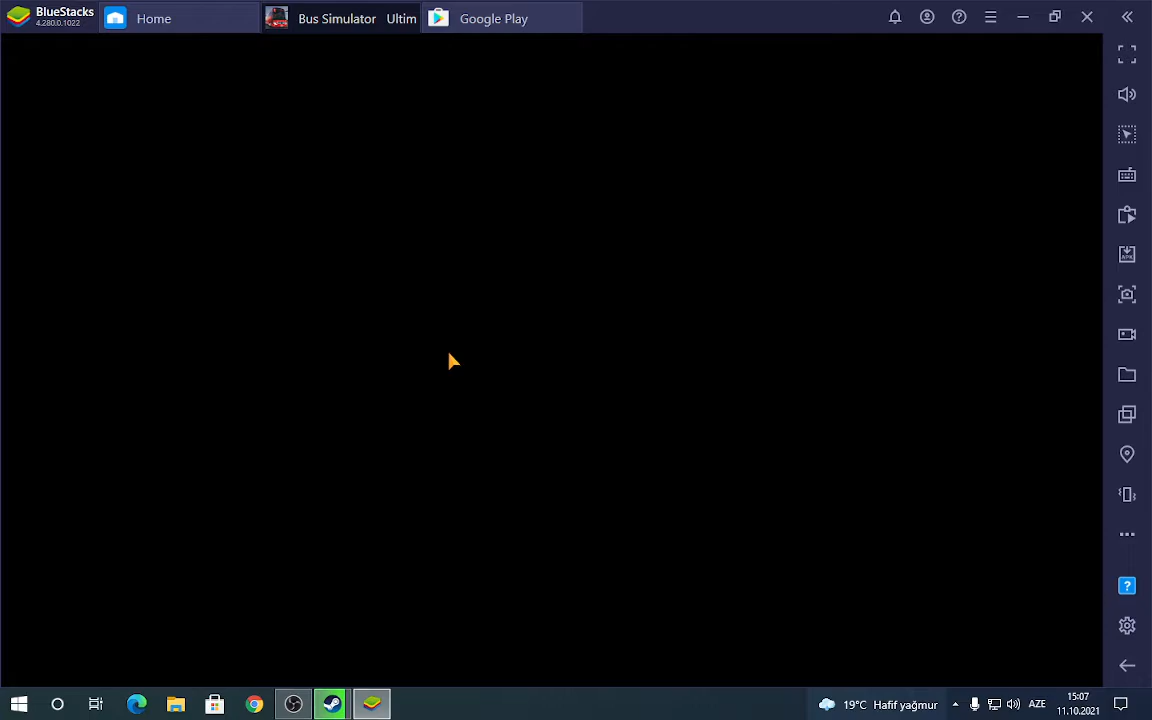 BlueStacks
4.280.0.1022
Home
Bus Simulator Ultim
Google Play
APK
?
19°C Hafif yağmur
AZE
15:07
11.10.2021